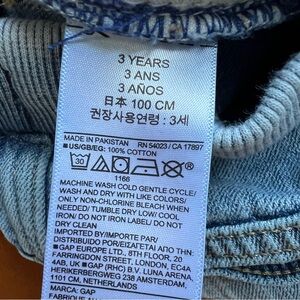 3 YEARS
3 ANS
3 AÑOS
日本 100 CM
권장사용연령 : 3세
MADE IN PAKISTAN RN 54023 / CA 17897
■US/GB/EG: 100% COTTON
30
1166
MACHINE WASH COLD GENTLE CYCLE/
WASH AND DRY WITH LIKE COLORS/
ONLY NON-CHLORINE BLEACH WHEN
NEEDED/ TUMBLE DRY LOW/ COOL
IRON/ DO NOT IRON LABEL/ DO NOT
DRY CLEAN
IMPORTED BY/IMPORTE PAR/
DISTRIBUIDO POR/EIZAETAI AΠΟ ΤΗΝ:
■GAP EUROPE LTD., 8TH FLOOR, 20
FARRINGDON STREET, LONDON, EC4A
4AB, UK ■GAP (RHC) B.V. LUNA ARENA
HERIKERBERGWEG 238
1101 CM, NETHERLANDS
MARCA: GAP